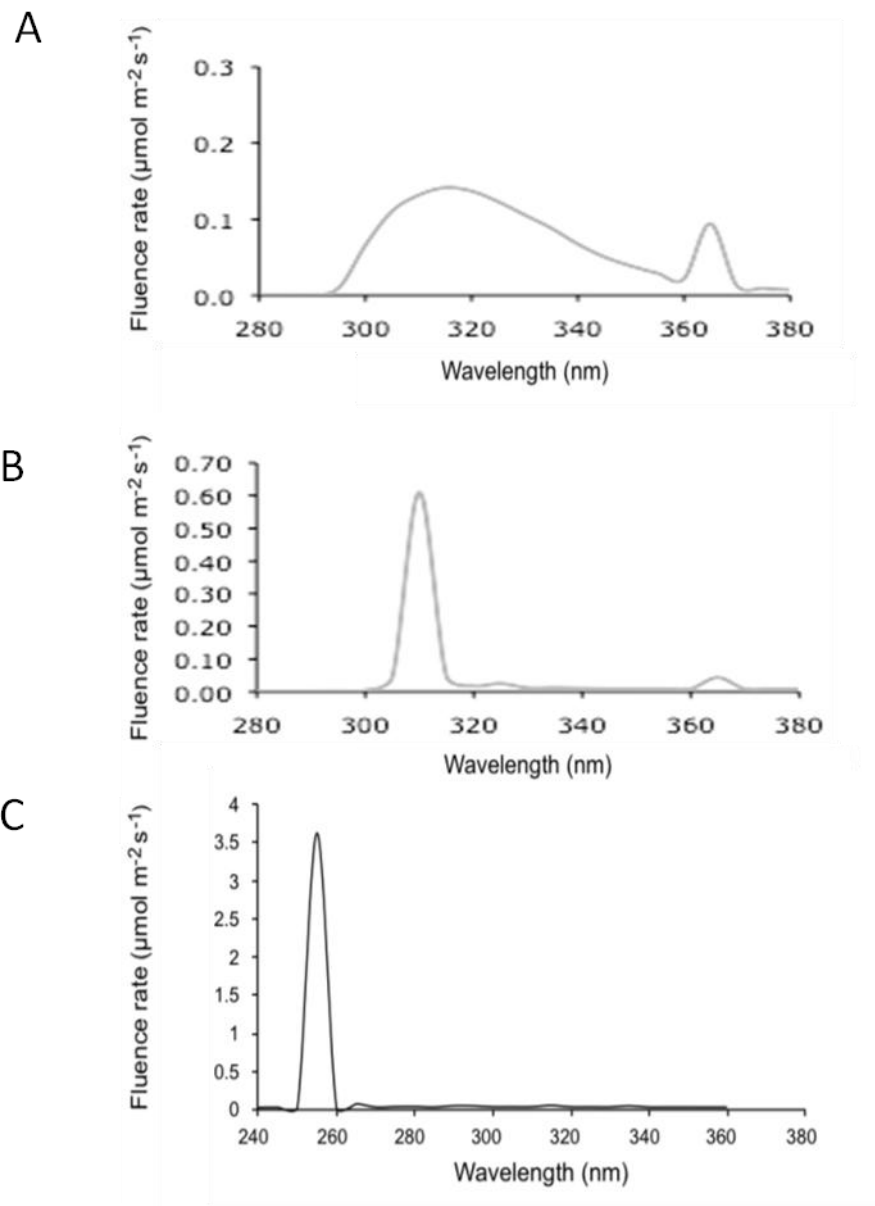 A
Fluence rate (µmol m-2 s-1)
0.3
0.2
0.1
0.0
280 300 320 340 360 380
Wavelength (nm)
B
Fluence rate (µmol m-2 s-1)
0.70
0.60
0.50
0.40
0.30
0.20
0.10
0.00
280 300 320 340 360 380
Wavelength (nm)
C
Fluence rate (µmol m-2 s-1)
4
3.5
3
2.5
2
1.5
1
0.5
0
240 260 280 300 320 340 360 380
Wavelength (nm)